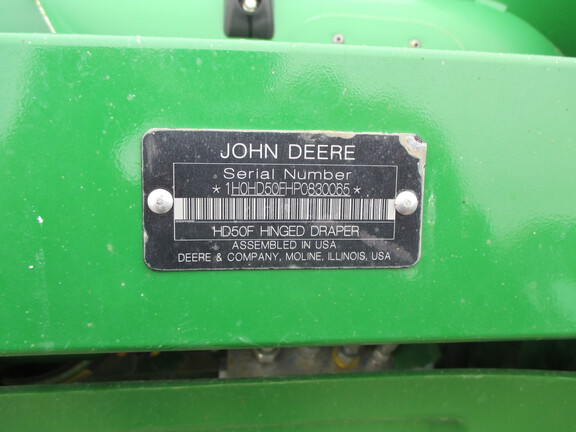 JOHN DEERE
Serial Number
*1H0HD50FHP0830065*
HD50F HINGED DRAPER
ASSEMBLED IN USA
DEERE & COMPANY, MOLINE, ILLINOIS, USA